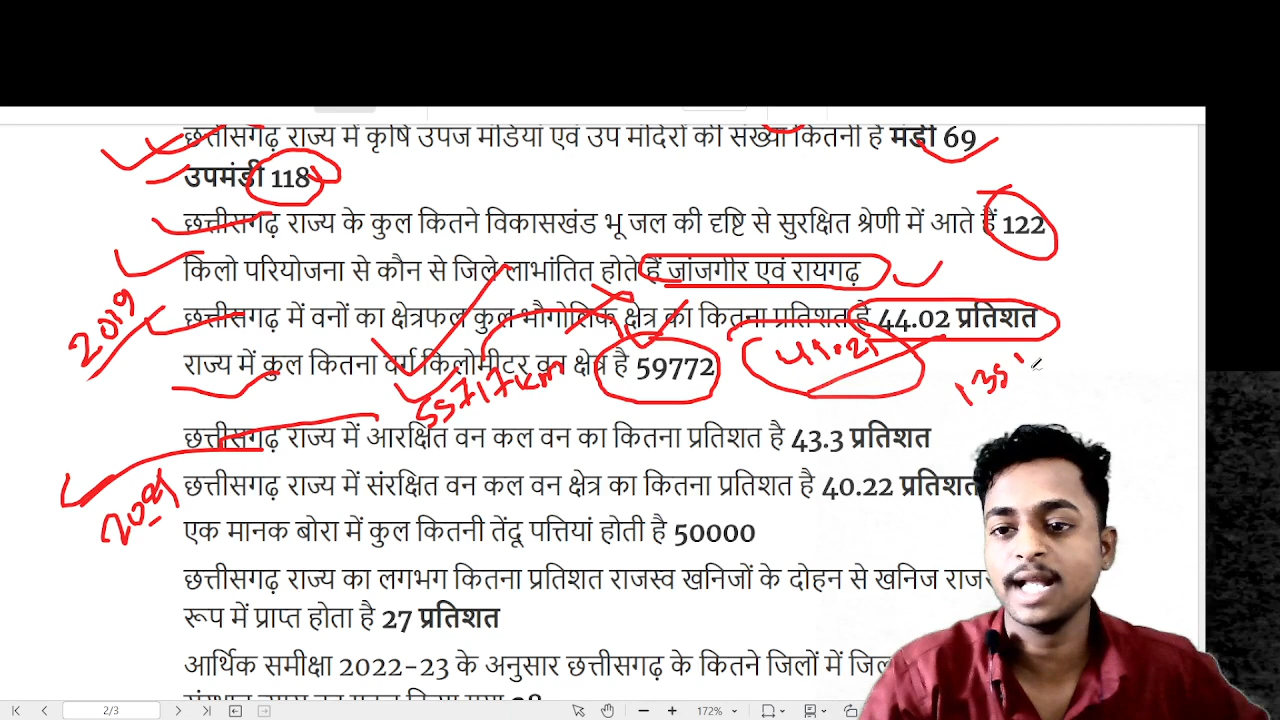 छत्तीसगढ़ राज्य में कृषि उपज मंडियों एवं उप मंदिरों की संख्या कितनी है मंडी 69
उपमंडी 118
छत्तीसगढ़ राज्य के कुल कितने विकासखंड भू जल की दृष्टि से सुरक्षित श्रेणी में आते हैं 122
किलो परियोजना से कौन से जिले लाभांतित होते हैं जांजगीर एवं रायगढ़
2019
छत्तीसगढ़ में वनों का क्षेत्रफल कुल भौगोलिक क्षेत्र का कितना प्रतिशत है 44.02 प्रतिशत
राज्य में कुल कितना वर्ग किलोमीटर वन क्षेत्र है 59772
44.21
55717 km
135
छत्तीसगढ़ राज्य में आरक्षित वन कल वन का कितना प्रतिशत है 43.3 प्रतिशत
2021
छत्तीसगढ़ राज्य में संरक्षित वन कल वन क्षेत्र का कितना प्रतिशत है 40.22 प्रतिशत
एक मानक बोरा में कुल कितनी तेंदू पत्तियां होती है 50000
छत्तीसगढ़ राज्य का लगभग कितना प्रतिशत राजस्व खनिजों के दोहन से खनिज
रूप में प्राप्त होता है 27 प्रतिशत
आर्थिक समीक्षा 2022-23 के अनुसार छत्तीसगढ़ के कितने जिलों में
2/3
172%